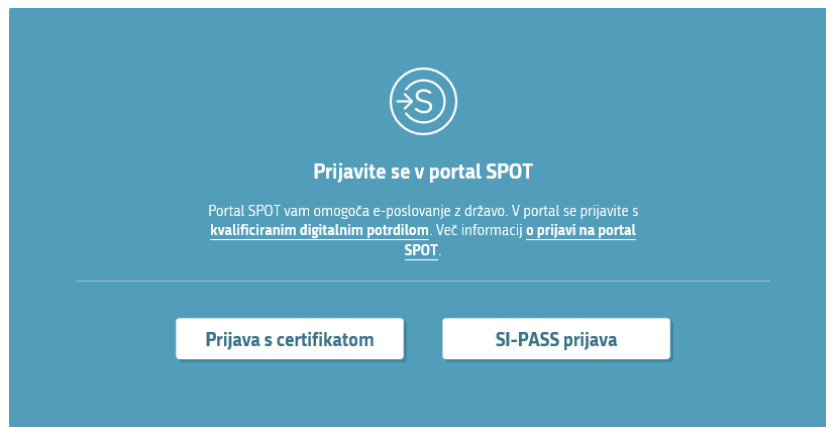 S
Prijavite se v portal SPOT
Portal SPOT vam omogoča e-poslovanje z državo. V portal se prijavite s
kvalificiranim digitalnim potrdilom. Več informacij o prijavi na portal
SPOT.
Prijava s certifikatom
SI-PASS prijava